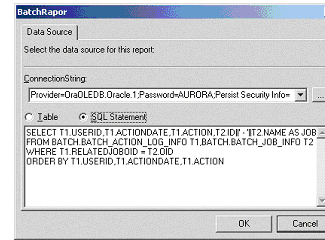 BatchRapor
Data Source
Select the data source for this report:
ConnectionString:
Provider=OraOLEDB.Oracle.1;Password=AURORA;Persist Security Info=
...
Table
SQL Statement
SELECT T1.USERID,T1.ACTIONDATE,T1.ACTION,T2.ID||' - '||T2.NAME AS JOB
FROM BATCH.BATCH_ACTION_LOG_INFO T1,BATCH.BATCH_JOB_INFO T2
WHERE T1.RELATEDJOBOID = T2.OID
ORDER BY T1.USERID,T1.ACTIONDATE,T1.ACTION
OK
Cancel